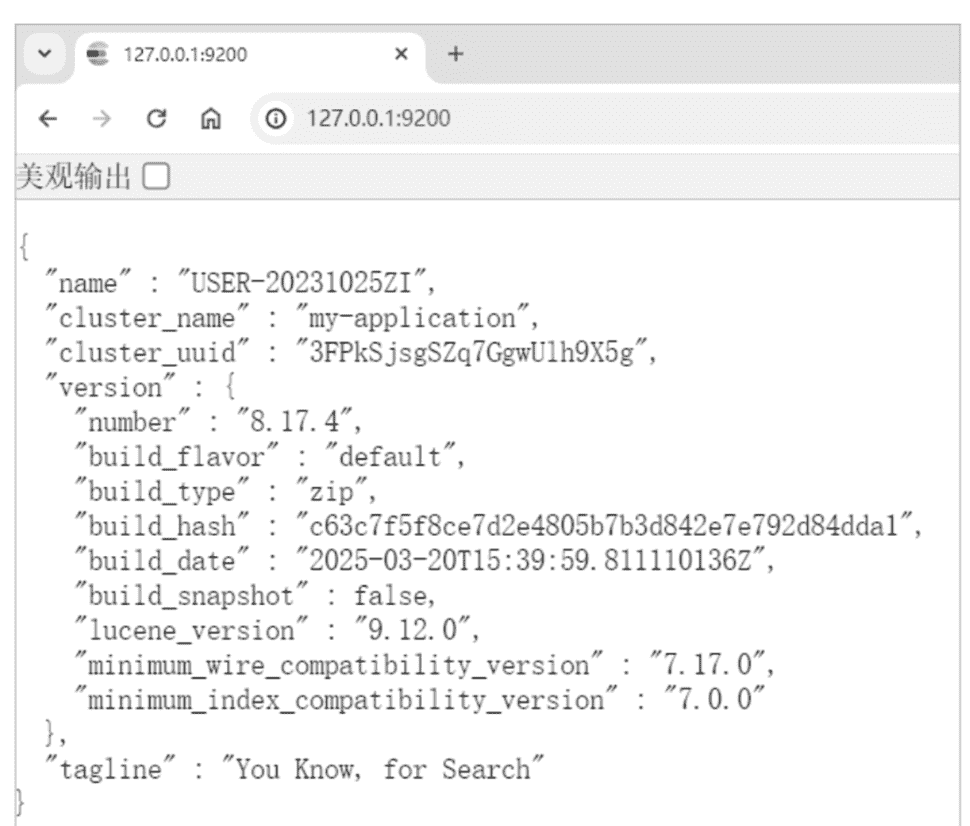 127.0.0.1:9200
127.0.0.1:9200
美观输出
{
"name" : "USER-20231025ZI",
"cluster_name" : "my-application",
"cluster_uuid" : "3FPkSjsgSZq7GgwUlh9X5g",
"version" : {
"number" : "8.17.4",
"build_flavor" : "default",
"build_type" : "zip",
"build_hash" : "c63c7f5f8ce7d2e4805b7b3d842e7e792d84dda1",
"build_date" : "2025-03-20T15:39:59.811110136Z",
"build_snapshot" : false,
"lucene_version" : "9.12.0",
"minimum_wire_compatibility_version" : "7.17.0",
"minimum_index_compatibility_version" : "7.0.0"
},
"tagline" : "You Know, for Search"
}